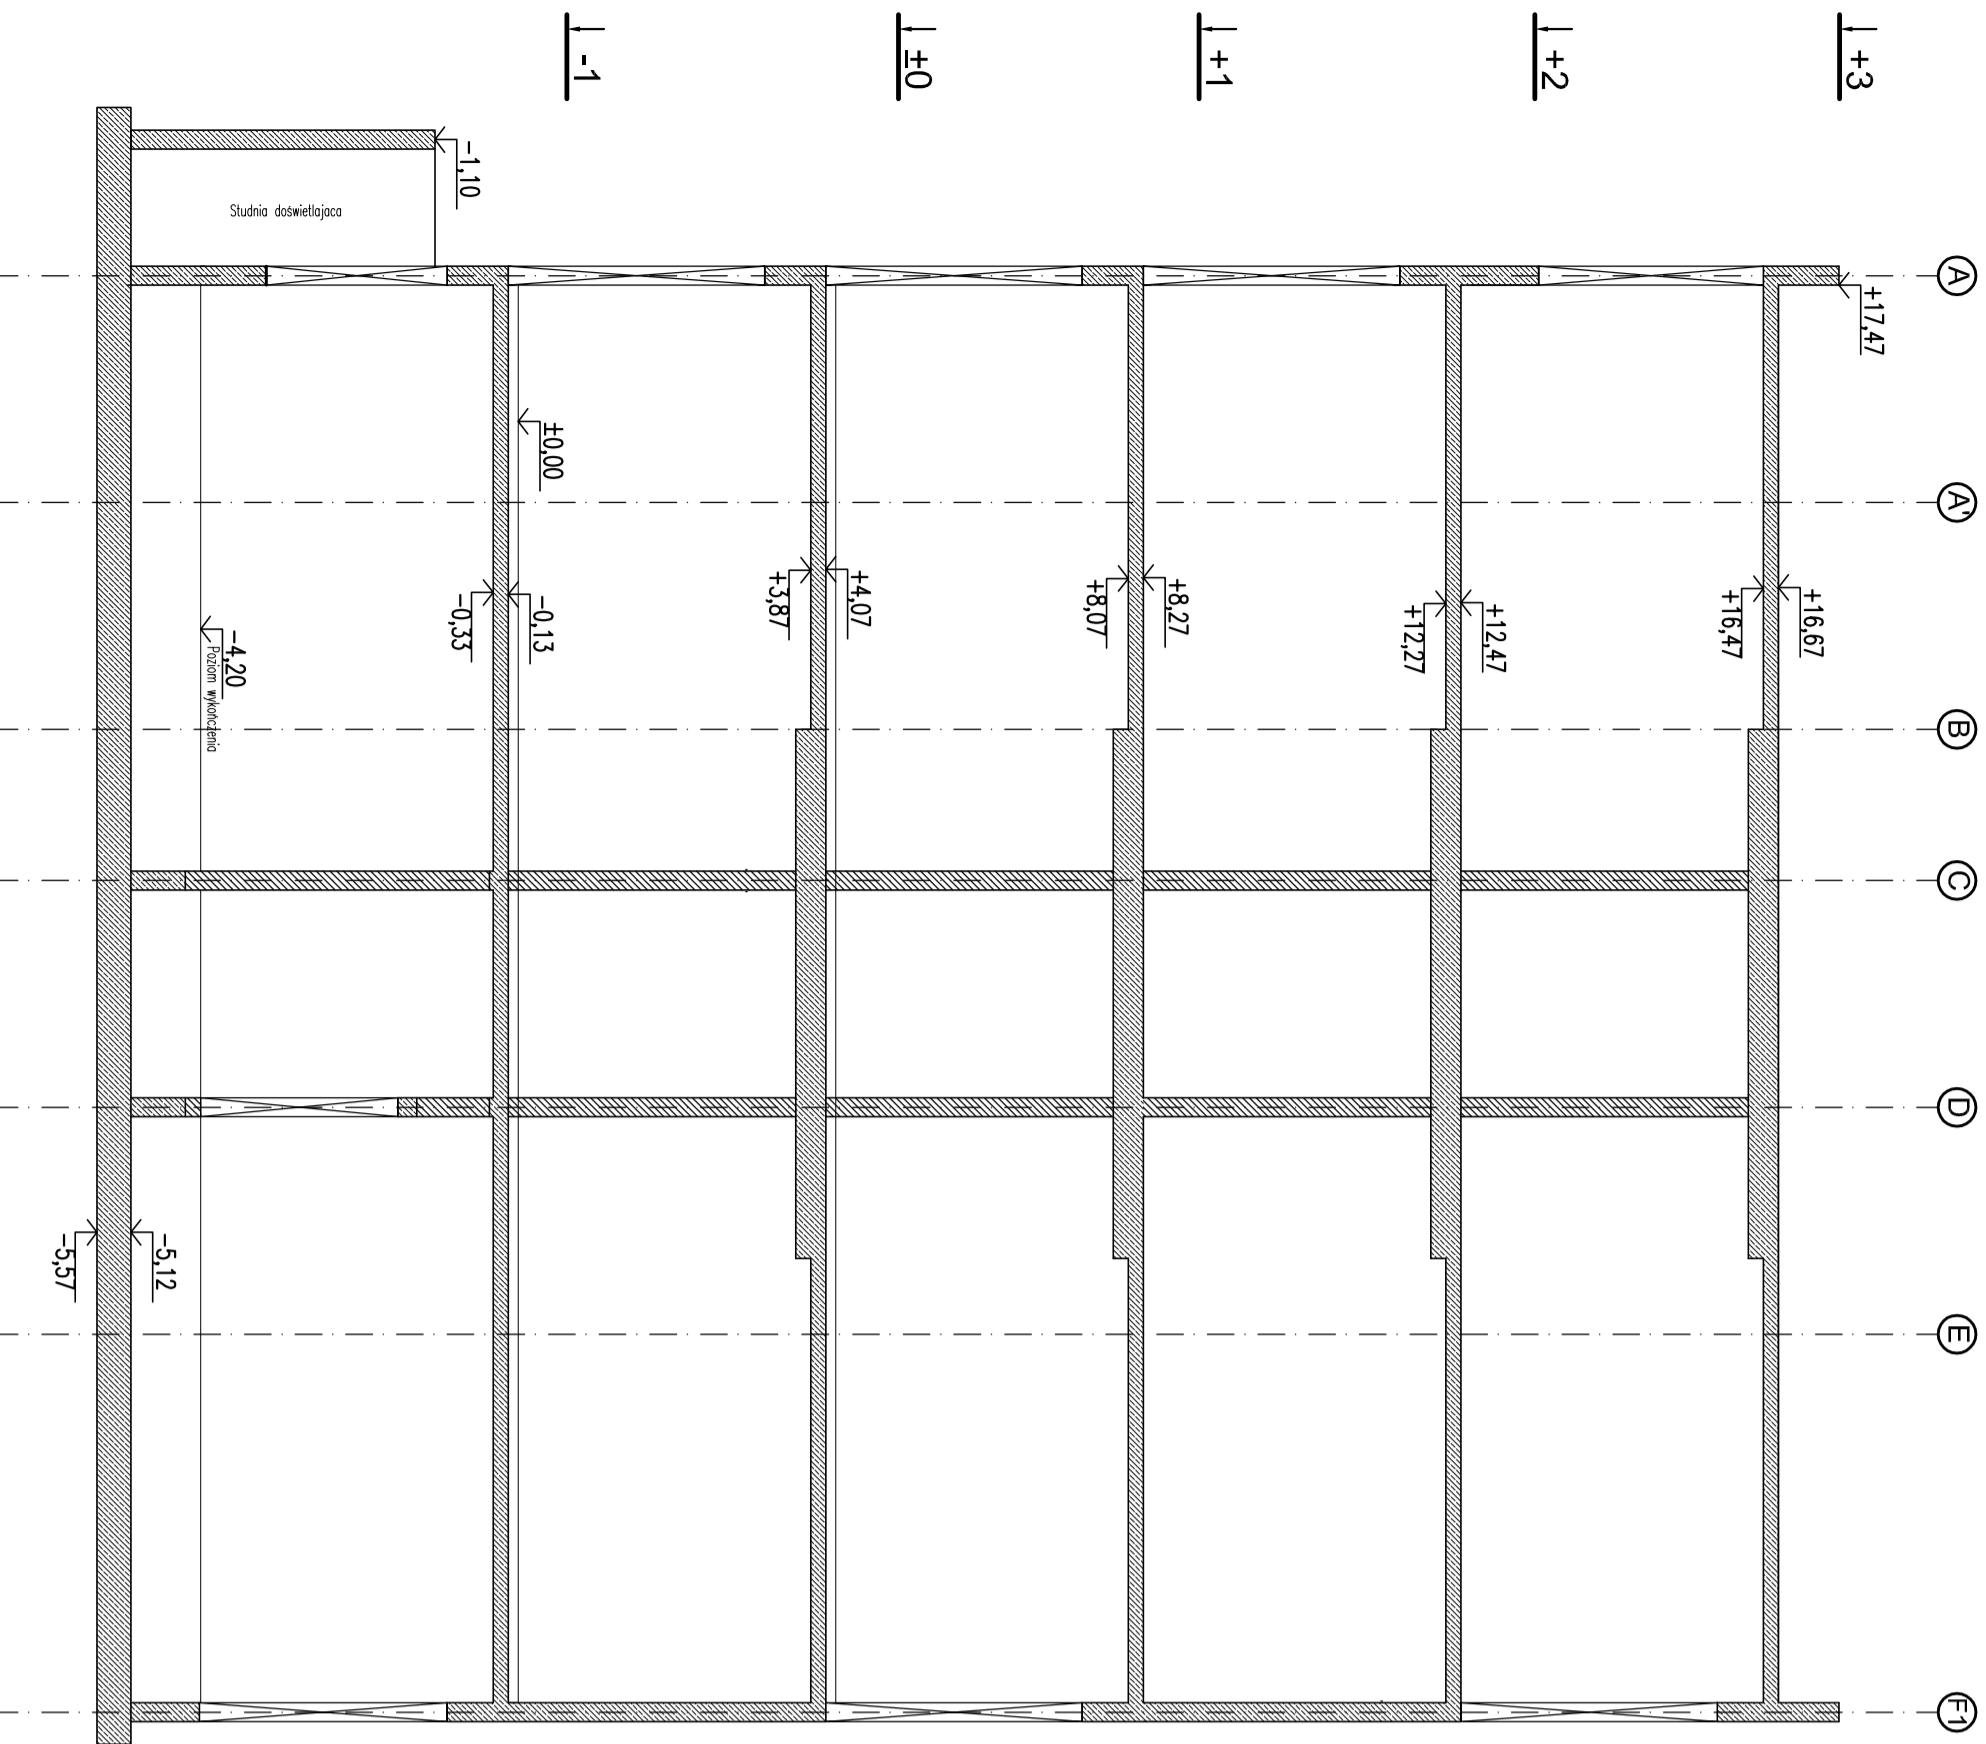 +3
+2
+1
±0
-1
A
A'
B
C
D
E
F1
+17,47
+16,67
+16,47
+12,47
+12,27
+8,27
+8,07
+4,07
+3,87
±0,00
-0,13
-0,33
-1,10
Studnia doświetlajaca
-4,20
Poziom wykończenia
-5,12
-5,57